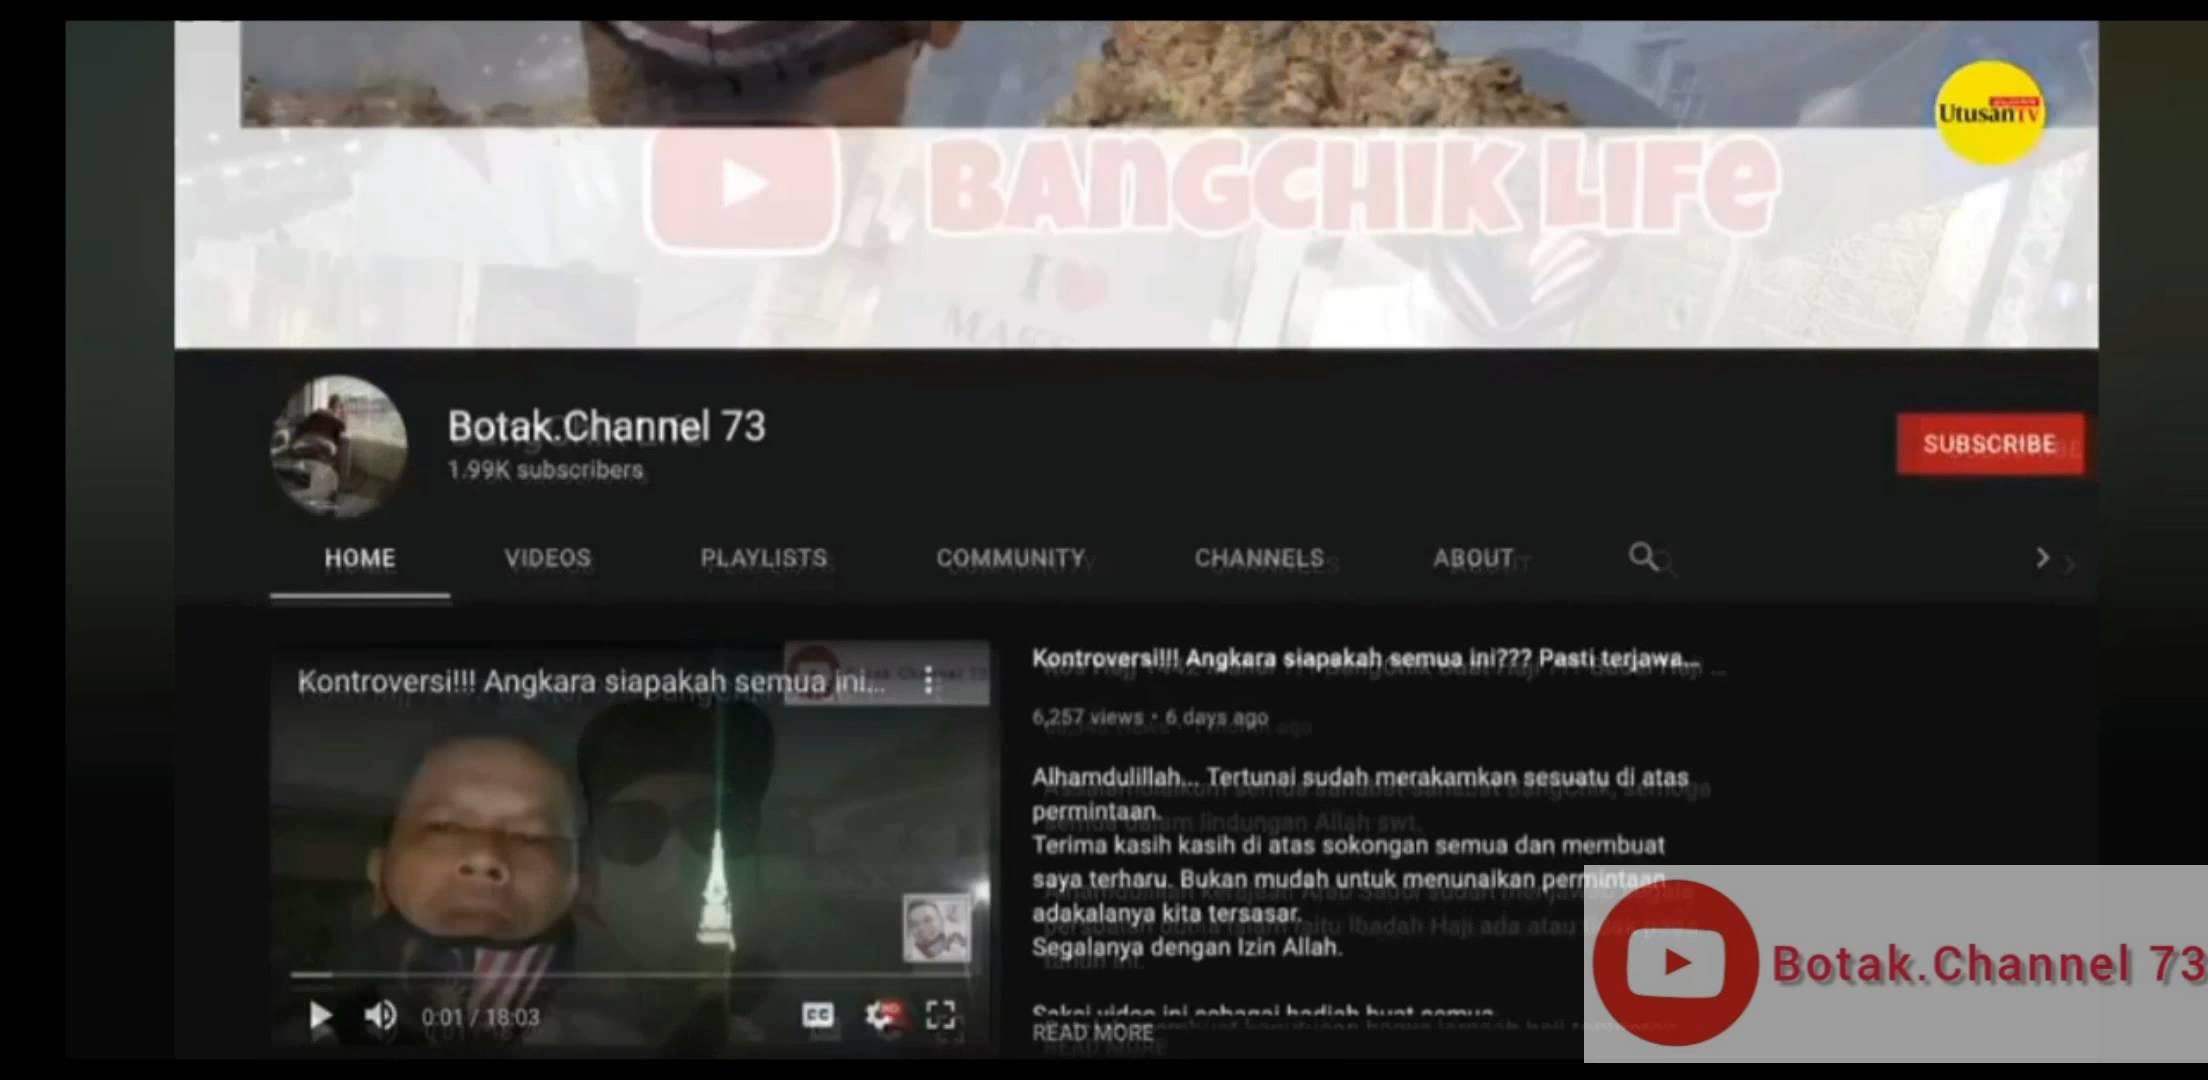 UtusanTV
BANGCHIK LIFE
I
MA
Botak.Channel 73
1.99K subscribers
SUBSCRIBE
HOME VIDEOS PLAYLISTS COMMUNITY CHANNELS ABOUT
Kontroversi!!! Angkara siapakah semua ini...
Kontroversi!!! Angkara siapakah semua ini??? Pasti terjawa...
6,257 views • 6 days ago
Alhamdulillah... Tertunai sudah merakamkan sesuatu di atas
permintaan.
Terima kasih kasih di atas sokongan semua dan membuat
saya terharu. Bukan mudah untuk menunaikan permintaan
adakalanya kita tersasar.
Segalanya dengan Izin Allah.
READ MORE
0:01 / 18:03
CC
HD
Botak.Channel 73